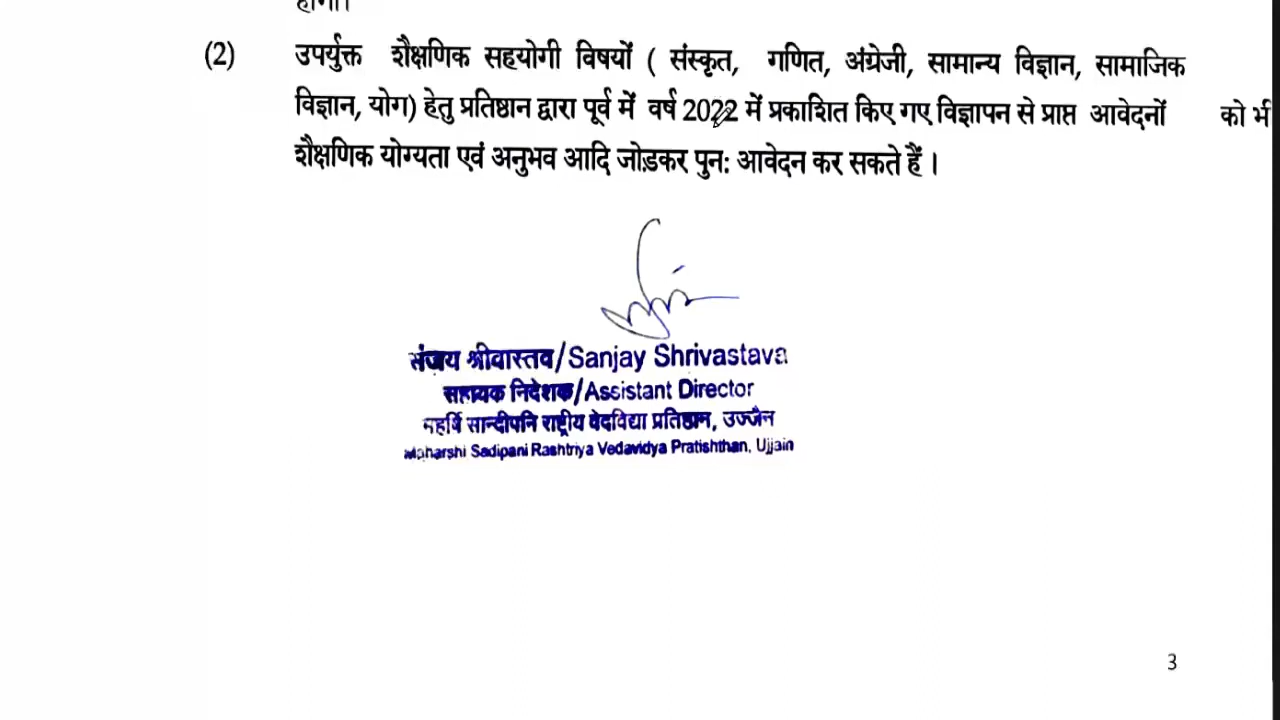 होगा।
(2) उपर्युक्त शैक्षणिक सहयोगी विषयों ( संस्कृत, गणित, अंग्रेजी, सामान्य विज्ञान, सामाजिक
विज्ञान, योग) हेतु प्रतिष्ठान द्वारा पूर्व में वर्ष 2022 में प्रकाशित किए गए विज्ञापन से प्राप्त आवेदनों को भी
शैक्षणिक योग्यता एवं अनुभव आदि जोड़कर पुन: आवेदन कर सकते हैं।
संजय श्रीवास्तव/Sanjay Shrivastava
सहायक निदेशक/Assistant Director
महर्षि सान्दीपनि राष्ट्रीय वेदविद्या प्रतिष्ठान, उज्जैन
Maharshi Sadipani Rashtriya Vedavidya Pratishthan, Ujjain
3